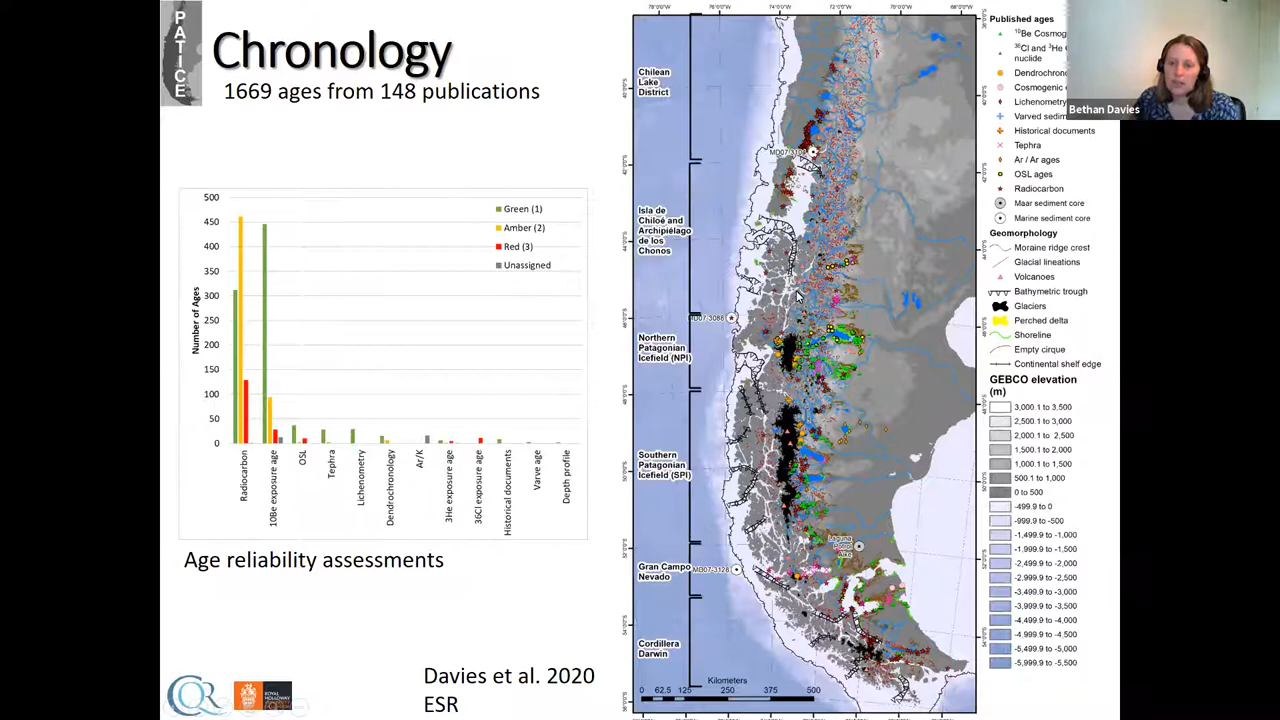 PATICE
Chronology
1669 ages from 148 publications
500
450
400
350
300
250
200
150
100
50
0
Number of Ages
Green (1)
Amber (2)
Red (3)
Unassigned
Radiocarbon
10Be exposure age
OSL
Tephra
Lichenometry
Dendrochronology
Ar/K
3He exposure age
36Cl exposure age
Historical documents
Varve age
Depth profile
Age reliability assessments
Davies et al. 2020
ESR
Chilean
Lake
District
Isla de
Chiloé and
Archipiélago
de los
Chonos
Northern
Patagonian
Icefield (NPI)
Southern
Patagonian
Icefield (SPI)
Gran Campo
Nevado
Cordillera
Darwin
MD07-3128
Laguna
Potrok
Aike
Kilometers
0 62.5 125 250 375 500
Published ages
10Be Cosmog
36Cl and 3He
nuclide
Dendrochron
Cosmogenic
Lichenometry
Varved sedim
Historical documents
Tephra
Ar / Ar ages
OSL ages
Radiocarbon
Maar sediment core
Marine sediment core
Geomorphology
Moraine ridge crest
Glacial lineations
Volcanoes
Bathymetric trough
Glaciers
Perched delta
Shoreline
Empty cirque
Continental shelf edge
GEBCO elevation
(m)
3,000.1 to 3,500
2,500.1 to 3,000
2,000.1 to 2,500
1,500.1 to 2,000
1,000.1 to 1,500
500.1 to 1,000
0 to 500
-499.9 to 0
-999.9 to -500
-1,499.9 to -1,000
-1,999.9 to -1,500
-2,499.9 to -2,000
-2,999.9 to -2,500
-3,499.9 to -3,000
-3,999.9 to -3,500
-4,499.9 to -4,000
-4,999.9 to -4,500
-5,499.9 to -5,000
-5,999.9 to -5,500
Bethan Davies